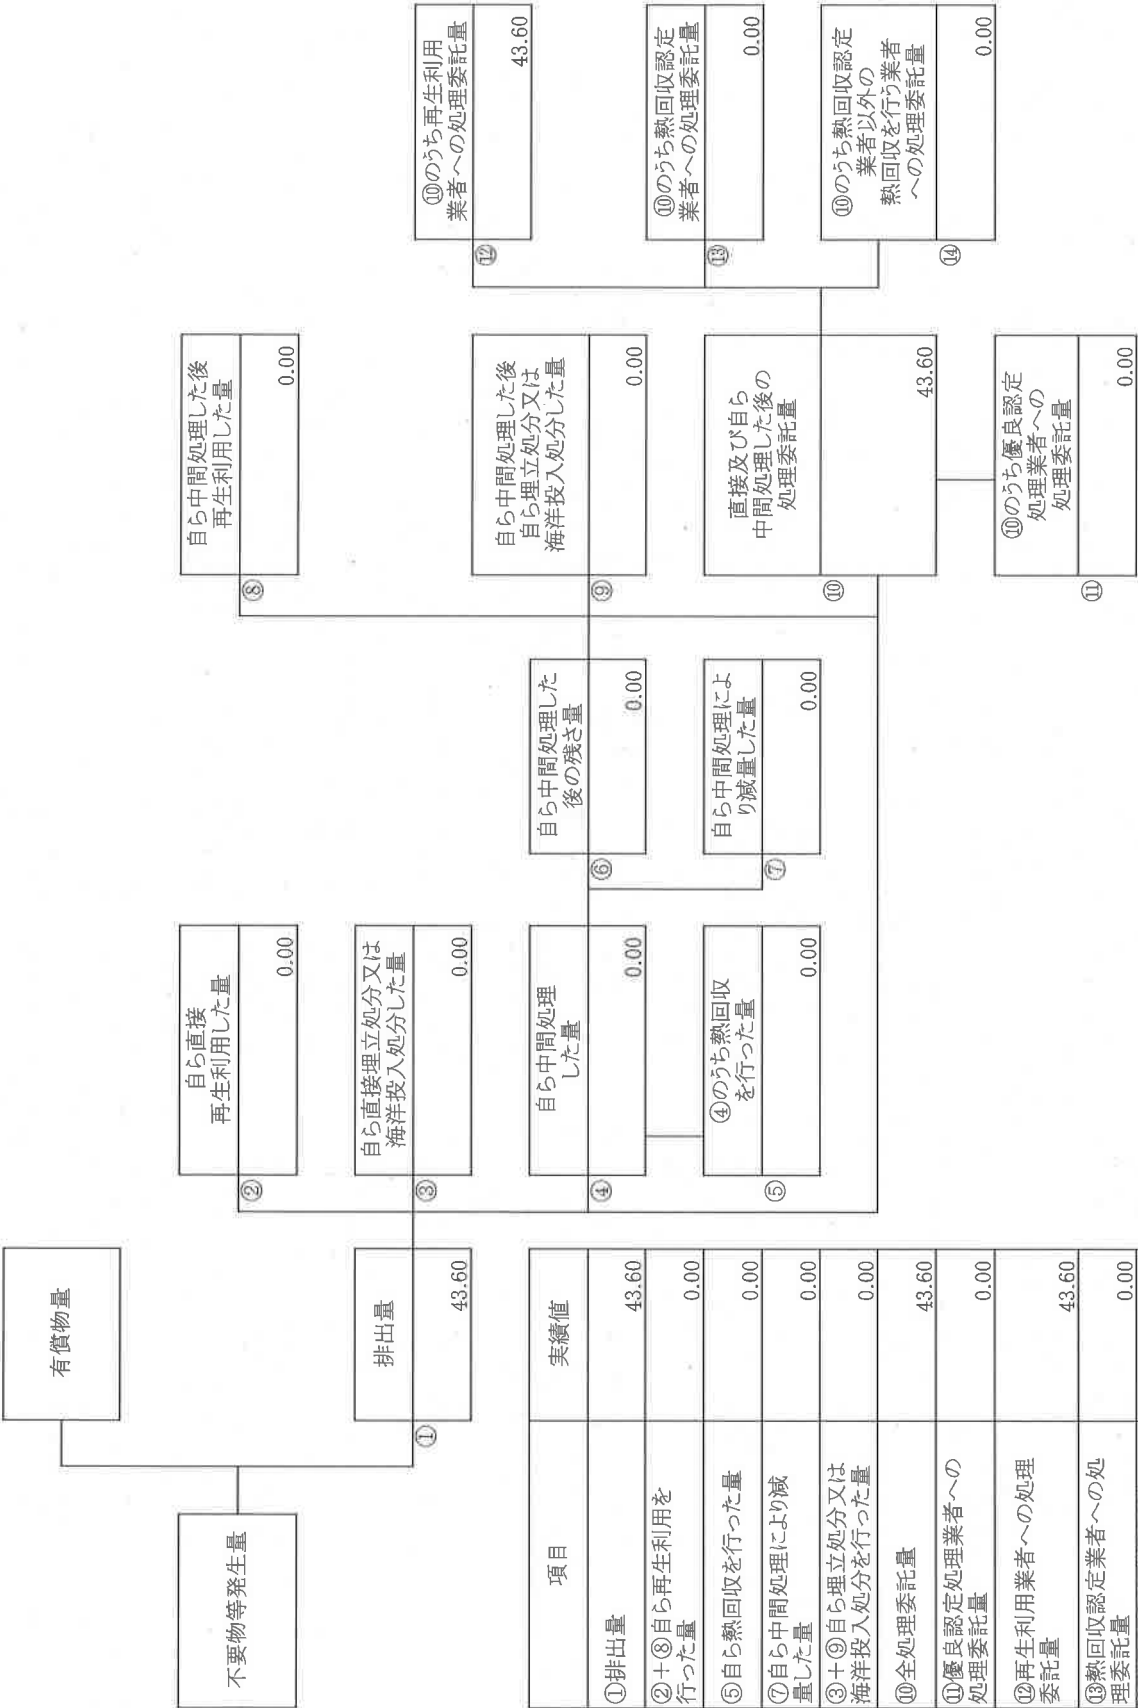 不要物等発生量
有償物量
排出量
①
43.60
自ら直接
再生利用した量
②
0.00
自ら直接埋立処分又は
海洋投入処分した量
③
0.00
自ら中間処理
した量
④
0.00
④のうち熱回収
を行った量
⑤
0.00
自ら中間処理した
後の残さ量
⑥
0.00
自ら中間処理によ
り減量した量
⑦
0.00
自ら中間処理した後
再生利用した量
⑧
0.00
自ら中間処理した後
自ら埋立処分又は
海洋投入処分した量
⑨
0.00
直接及び自ら
中間処理した後の
処理委託量
⑩
43.60
⑩のうち優良認定
処理業者への
処理委託量
⑪
0.00
⑩のうち再生利用
業者への処理委託量
⑫
43.60
⑩のうち熱回収認定
業者への処理委託量
⑬
0.00
⑩のうち熱回収認定
業者以外の
熱回収を行う業者
への処理委託量
⑭
0.00
項目 実績値
①排出量 43.60
②+⑧自ら再生利用を
行った量 0.00
⑤自ら熱回収を行った量 0.00
⑦自ら中間処理により減
量した量 0.00
③+⑨自ら埋立処分又は
海洋投入処分を行った量 0.00
⑩全処理委託量 43.60
⑪優良認定処理業者への
処理委託量 0.00
⑫再生利用業者への処理
委託量 43.60
⑬熱回収認定業者への処
理委託量 0.00